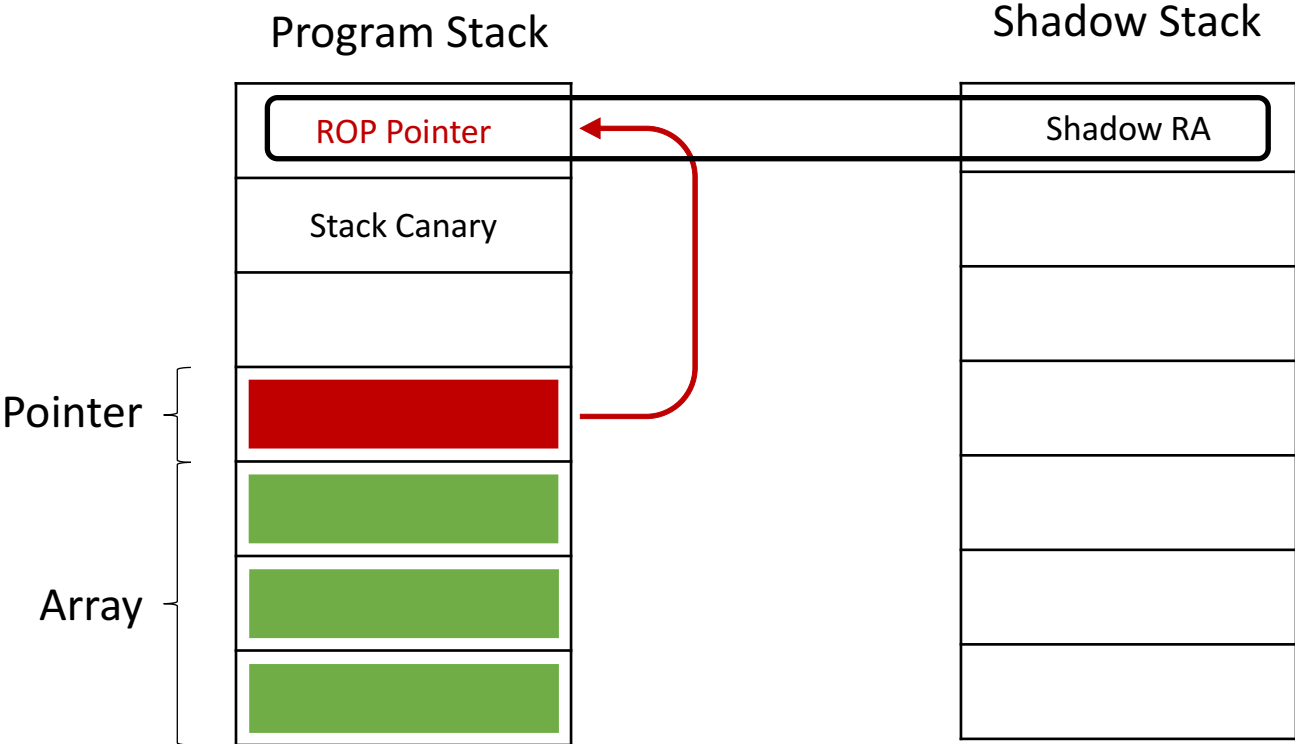 Program Stack
Shadow Stack
ROP Pointer
Shadow RA
Stack Canary
Pointer
Array